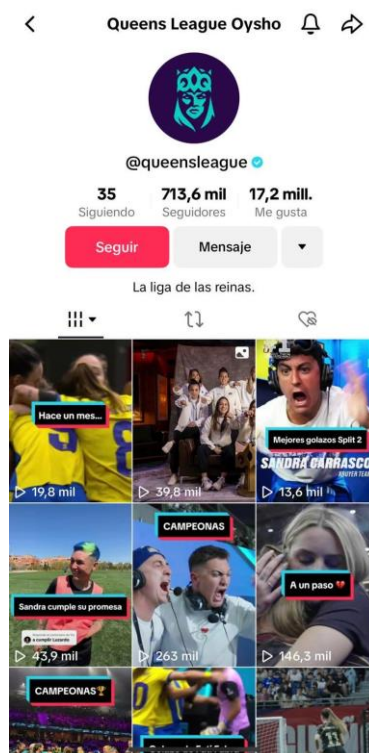 Queens League Oysho
@queensleague
35
Siguiendo
713,6 mil
Seguidores
17,2 mill.
Me gusta
Seguir
Mensaje
La liga de las reinas.
Hace un mes...
19,8 mil
39,8 mil
Mejores golazos Split 2
SANDRA CARRASCO
13,6 mil
Sandra cumple su promesa
a cumplir Lozardo
43,9 mil
CAMPEONAS
263 mil
A un paso 💔
146,3 mil
CAMPEONAS🏆